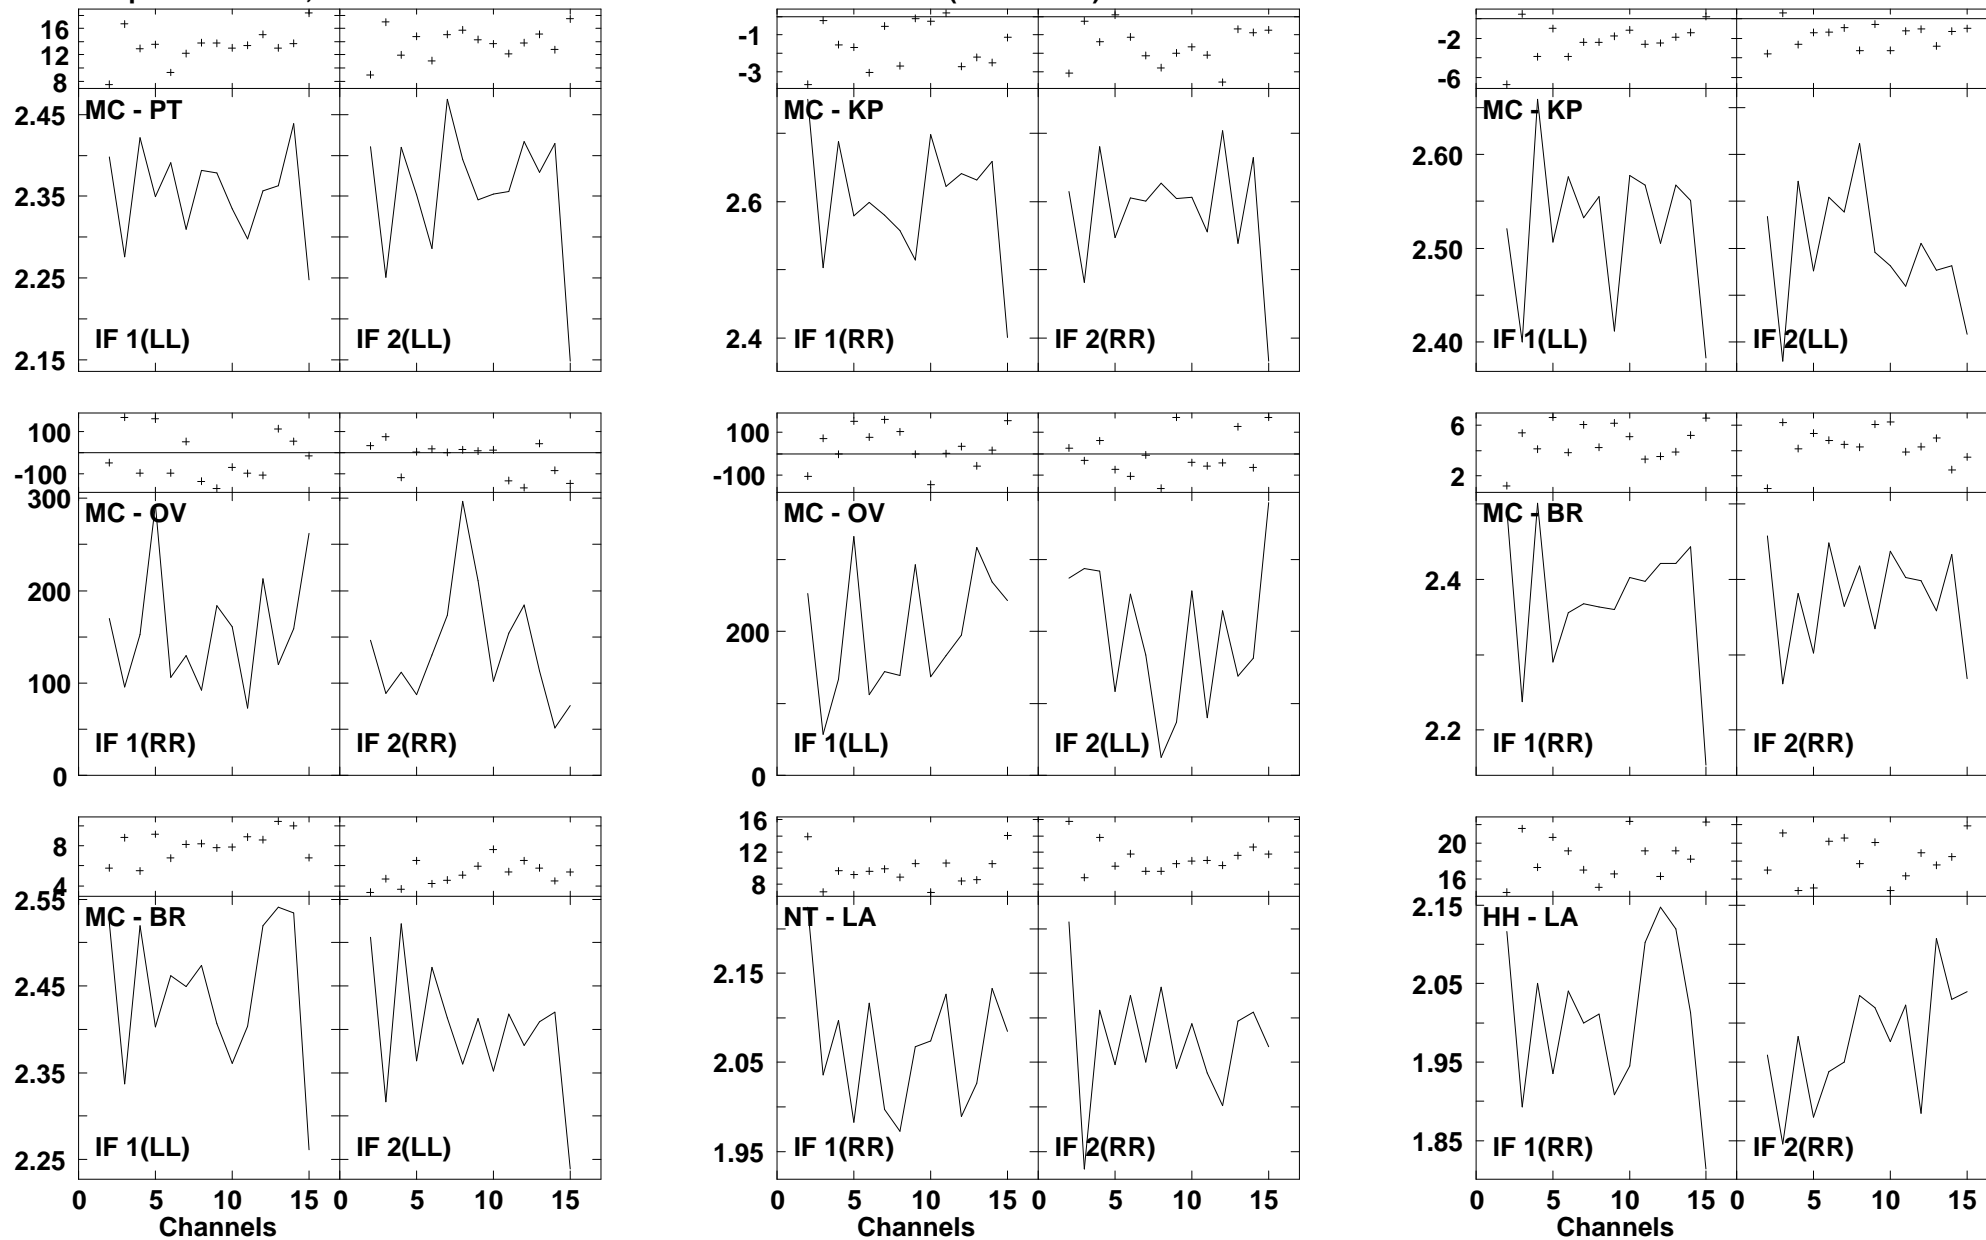 16
12
8
MC - PT
2.45
2.35
2.25
2.15
IF 1(LL) IF 2(LL)
-1
-3
MC - KP
2.6
2.4
IF 1(RR) IF 2(RR)
-2
-6
MC - KP
2.60
2.50
2.40
IF 1(LL) IF 2(LL)
100
-100
300
MC - OV
200
100
0
IF 1(RR) IF 2(RR)
100
-100
MC - OV
200
0
IF 1(LL) IF 2(LL)
6
2
MC - BR
2.4
2.2
IF 1(RR) IF 2(RR)
8
4
2.55
MC - BR
2.45
2.35
2.25
IF 1(LL) IF 2(LL)
0 5 10 15 0 5 10 15
Channels
16
12
8
NT - LA
2.15
2.05
1.95
IF 1(RR) IF 2(RR)
0 5 10 15 0 5 10 15
Channels
20
16
2.15
HH - LA
2.05
1.95
1.85
IF 1(RR) IF 2(RR)
0 5 10 15 0 5 10 15
Channels